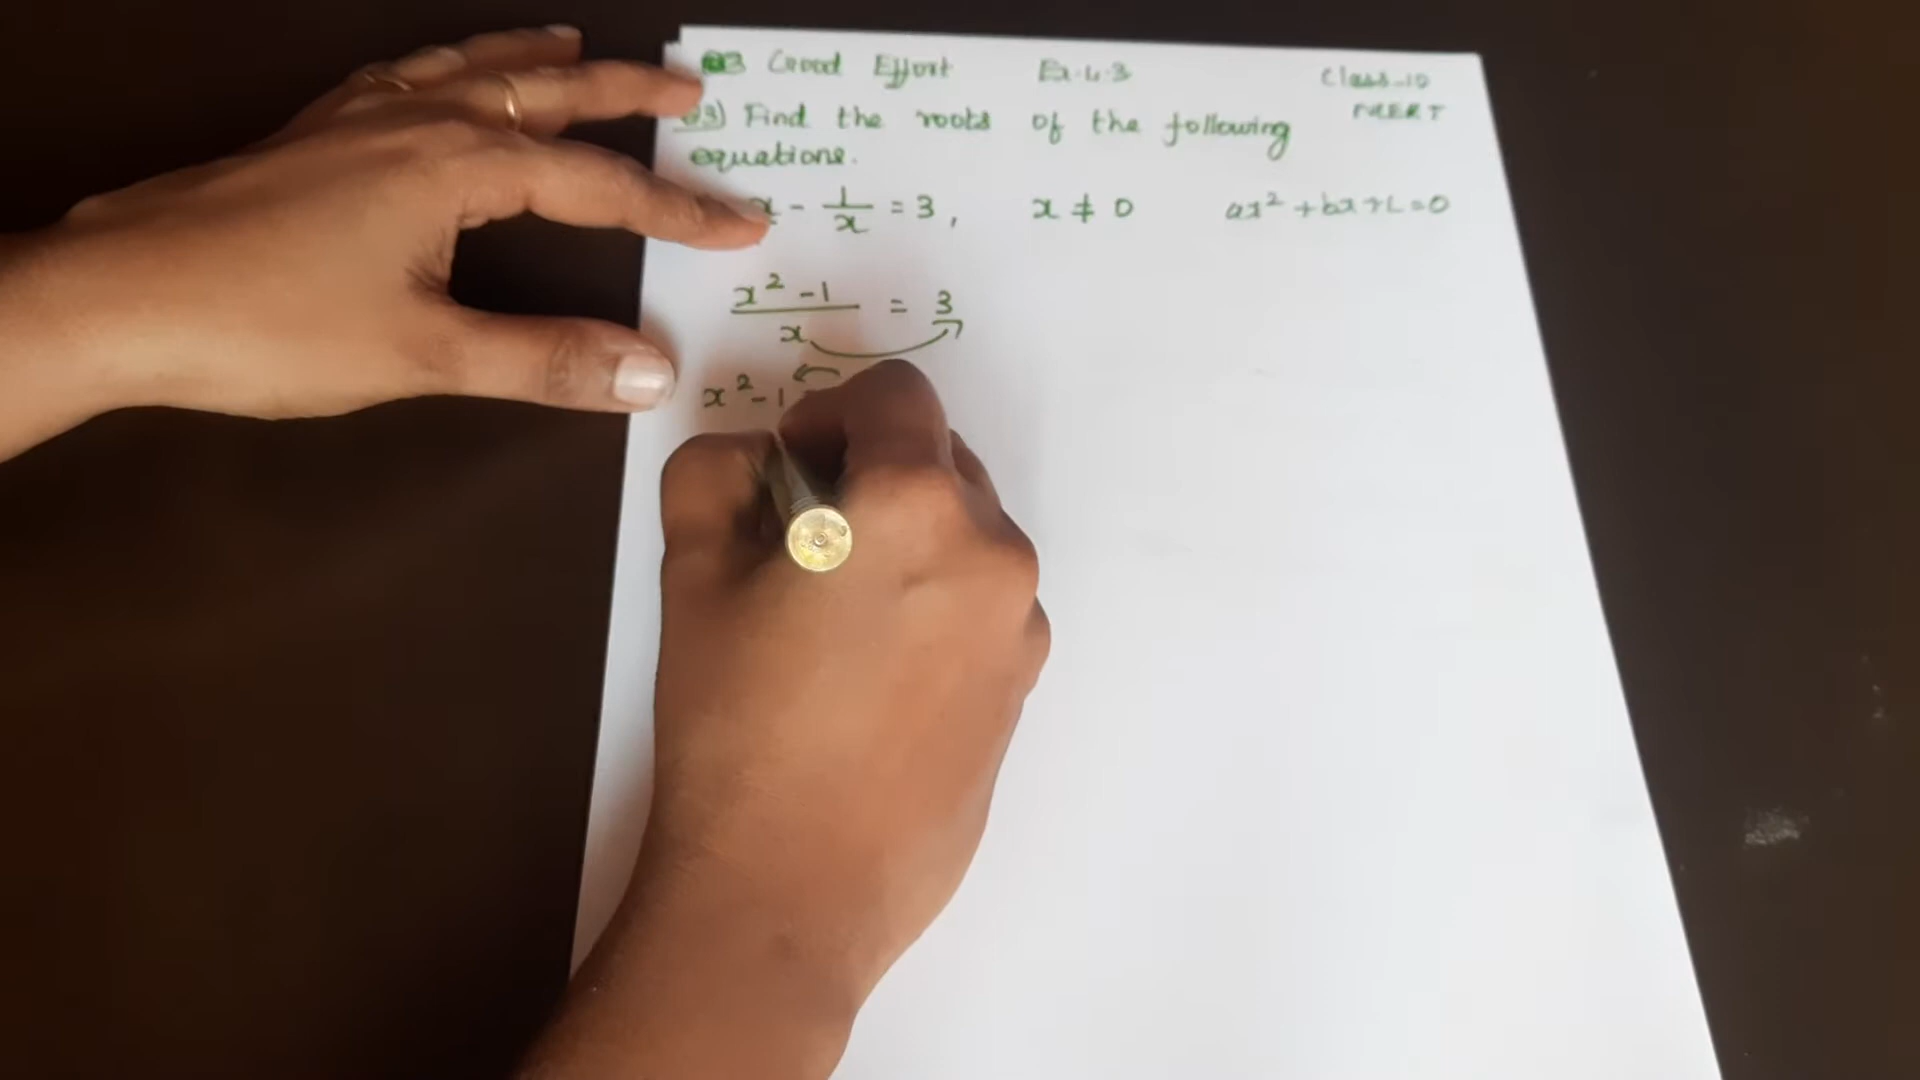 Good Effort Ex.4.3 Class-10
Q3) Find the roots of the following NCERT
equations.
x - 1/x = 3, x ≠ 0 ax² + bx + c = 0
x² - 1 / x = 3
x² - 1